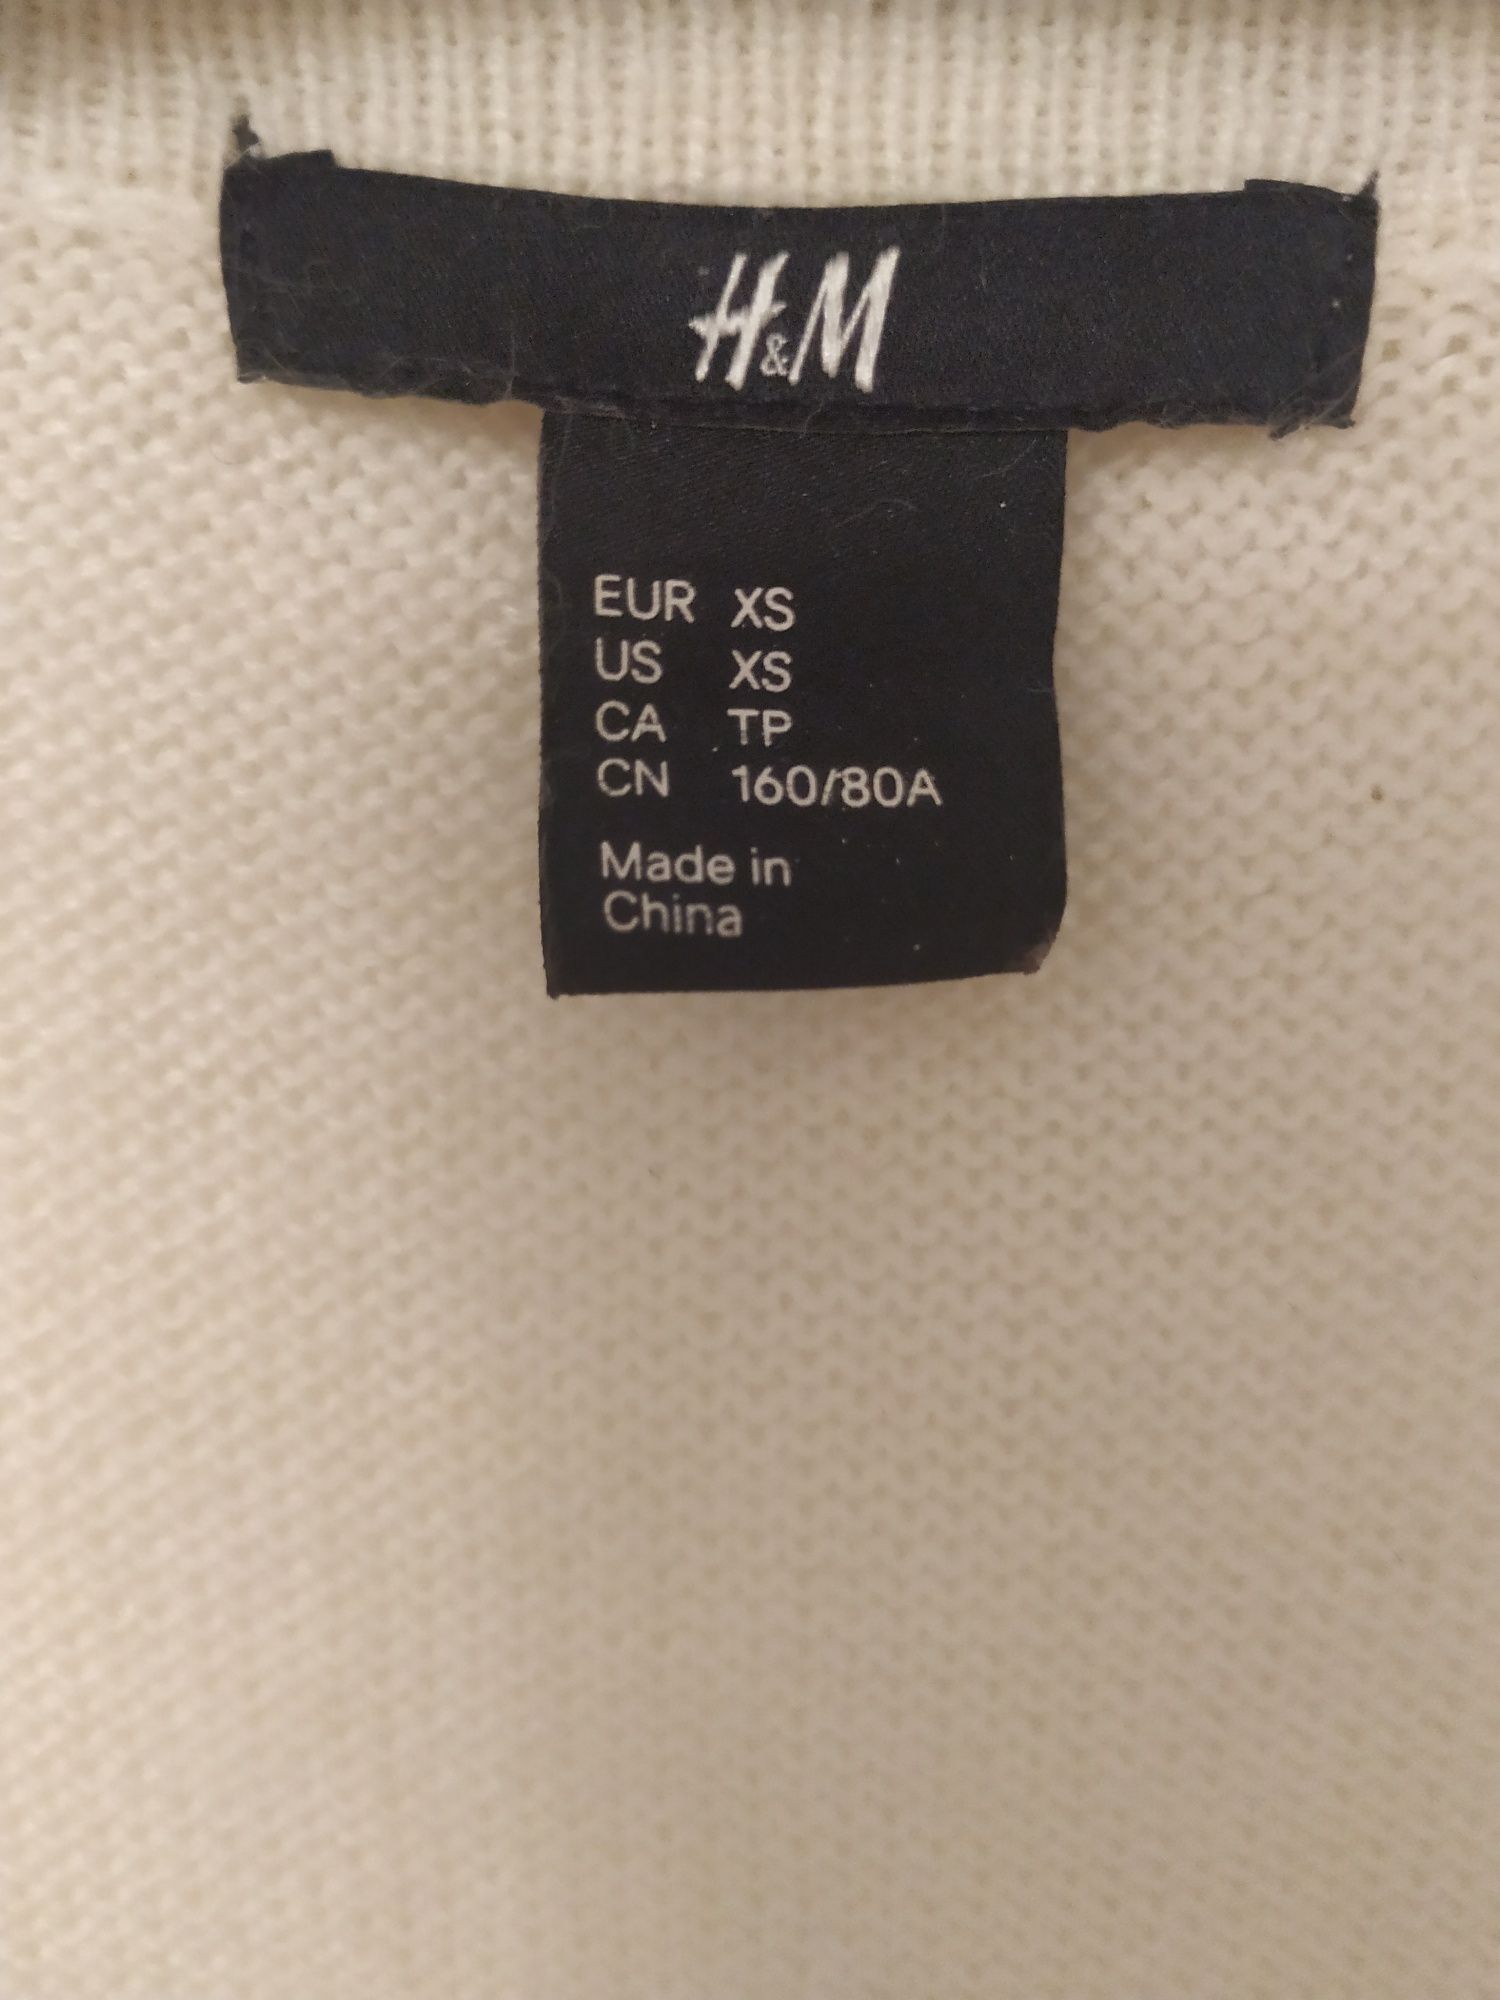 H&M
EUR XS
US XS
CA TP
CN 160/80A
Made in
China